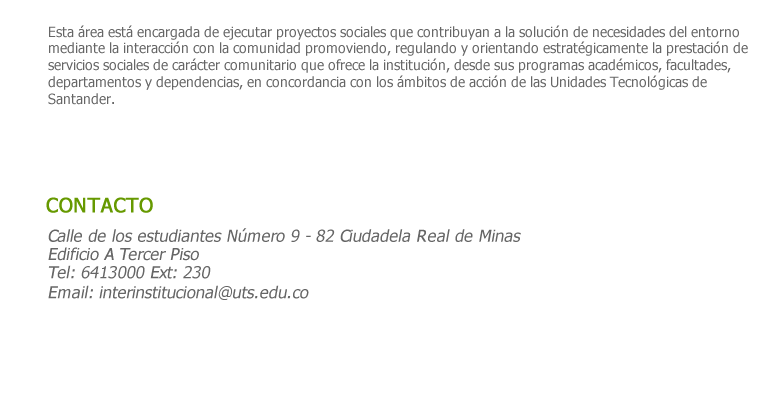 Esta área está encargada de ejecutar proyectos sociales que contribuyan a la solución de necesidades del entorno
mediante la interacción con la comunidad promoviendo, regulando y orientando estratégicamente la prestación de
servicios sociales de carácter comunitario que ofrece la institución, desde sus programas académicos, facultades,
departamentos y dependencias, en concordancia con los ámbitos de acción de las Unidades Tecnológicas de
Santander.
CONTACTO
Calle de los estudiantes Número 9 - 82 Ciudadela Real de Minas
Edificio A Tercer Piso
Tel: 6413000 Ext: 230
Email: interinstitucional@uts.edu.co